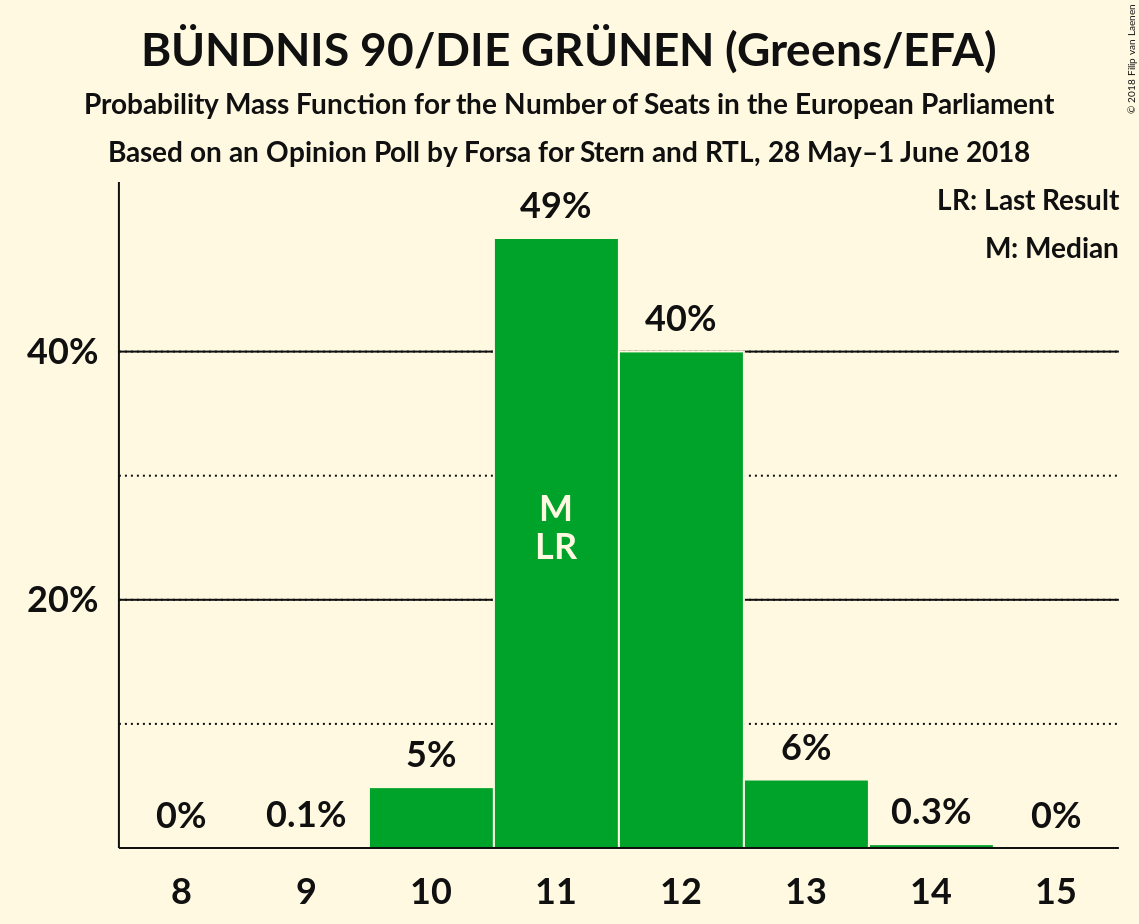 BÜNDNIS 90/DIE GRÜNEN (Greens/EFA)
Probability Mass Function for the Number of Seats in the European Parliament
Based on an Opinion Poll by Forsa for Stern and RTL, 28 May–1 June 2018
© 2018 Filip van Laenen
LR: Last Result
M: Median
49%
40%
40%
M
LR
20%
5%
6%
0%
0.1%
0.3%
0%
8 9 10 11 12 13 14 15